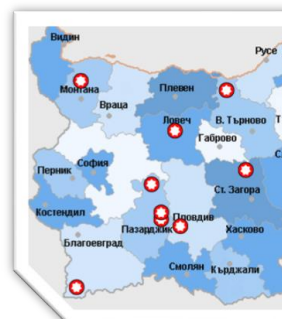 Видин
Русе
Монтана
Плевен
Враца
Ловеч
В. Търново
Габрово
София
Перник
Ст. Загора
Костендил
Пловдив
Пазарджик
Хасково
Благоевград
Смолян
Кърджали